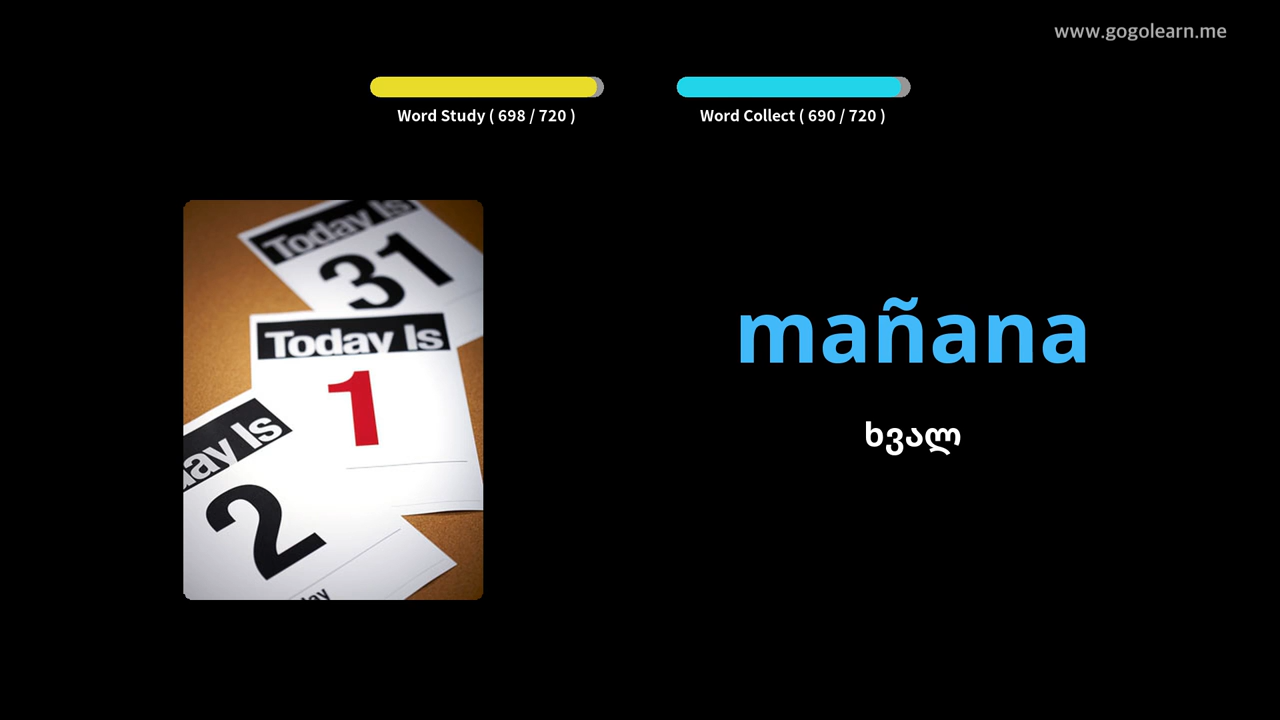 www.gogolearn.me
Word Study ( 698 / 720 )
Word Collect ( 690 / 720 )
Today Is
31
Today Is
1
day Is
2
mañana
ხვალ